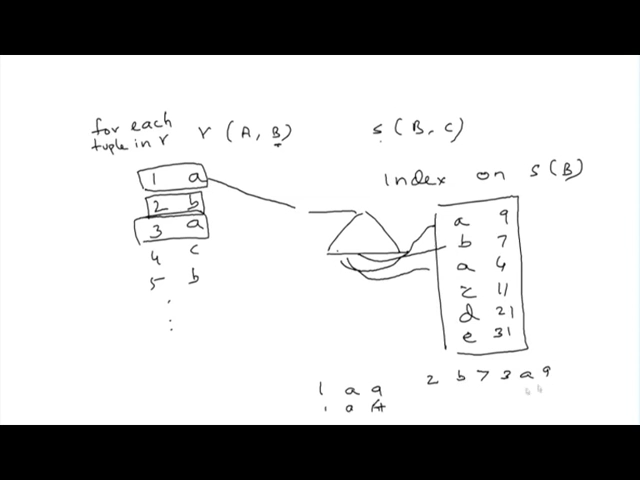 for each
tuple in r
r (A, B)
s (B, C)
Index on s(B)
1 a
2 b
3 a
4 c
5 b
a 9
b 7
a 4
c 11
d 21
e 31
2 b 7 3 a 9
1 a 9
1 a 4